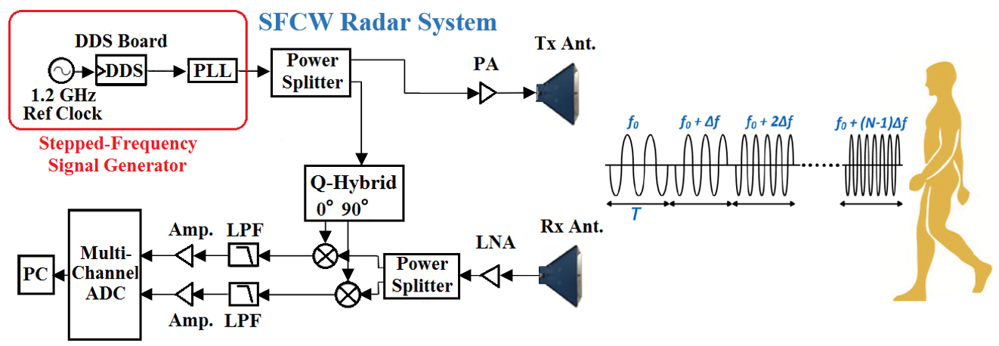 SFCW Radar System
DDS Board
DDS
PLL
1.2 GHz
Ref Clock
Stepped-Frequency
Signal Generator
Power
Splitter
PA
Tx Ant.
f₀
f₀ + Δf
f₀ + 2Δf
f₀ + (N-1)Δf
T
Q-Hybrid
0° 90°
Rx Ant.
LNA
Power
Splitter
Amp. LPF
Multi-
Channel
ADC
PC
Amp. LPF